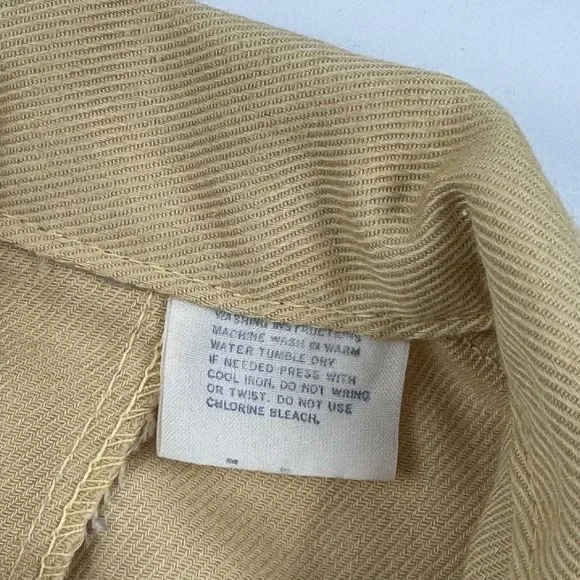 WASHING INSTRUCTIONS
MACHINE WASH IN WARM
WATER TUMBLE DRY
IF NEEDED PRESS WITH
COOL IRON. DO NOT WRING
OR TWIST. DO NOT USE
CHLORINE BLEACH.